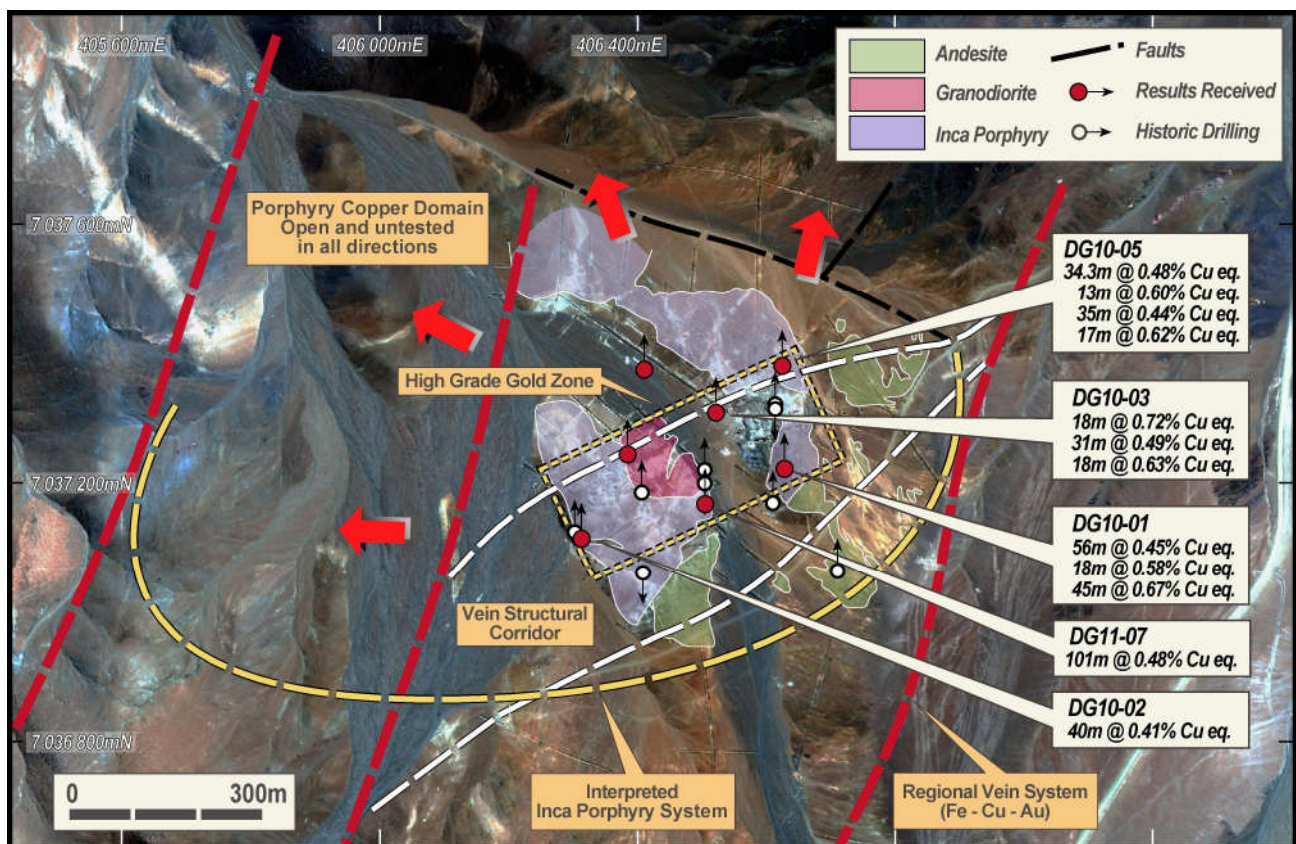 405 600mE
406 000mE
406 400mE
Andesite
Granodiorite
Inca Porphyry
Faults
Results Received
Historic Drilling
7 037 600mN
Porphyry Copper Domain
Open and untested
in all directions
DG10-05
34.3m @ 0.48% Cu eq.
13m @ 0.60% Cu eq.
35m @ 0.44% Cu eq.
17m @ 0.62% Cu eq.
High Grade Gold Zone
DG10-03
18m @ 0.72% Cu eq.
31m @ 0.49% Cu eq.
18m @ 0.63% Cu eq.
7 037 200mN
DG10-01
56m @ 0.45% Cu eq.
18m @ 0.58% Cu eq.
45m @ 0.67% Cu eq.
Vein Structural
Corridor
DG11-07
101m @ 0.48% Cu eq.
DG10-02
40m @ 0.41% Cu eq.
7 036 800mN
0 300m
Interpreted
Inca Porphyry System
Regional Vein System
(Fe - Cu - Au)